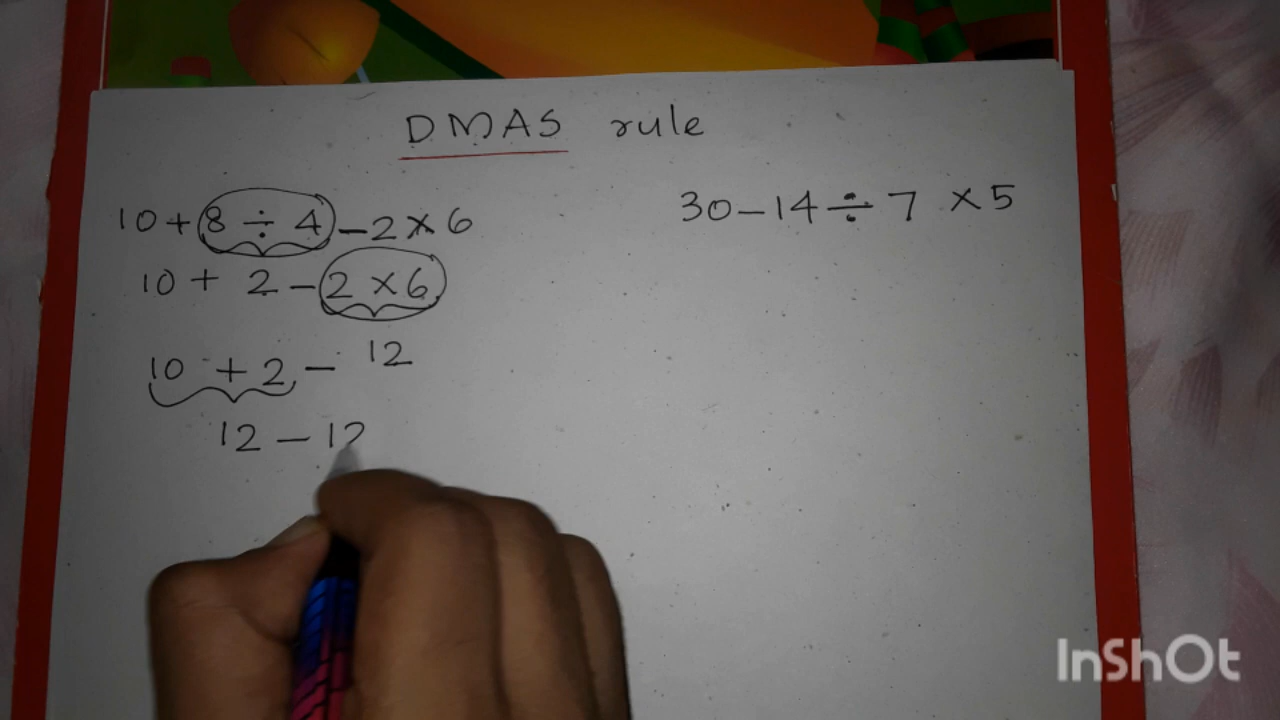 DMAS rule
10 + 8 ÷ 4 – 2 × 6
10 + 2 – 2 × 6
10 + 2 – 12
12 – 12
30 – 14 ÷ 7 × 5
InShOt